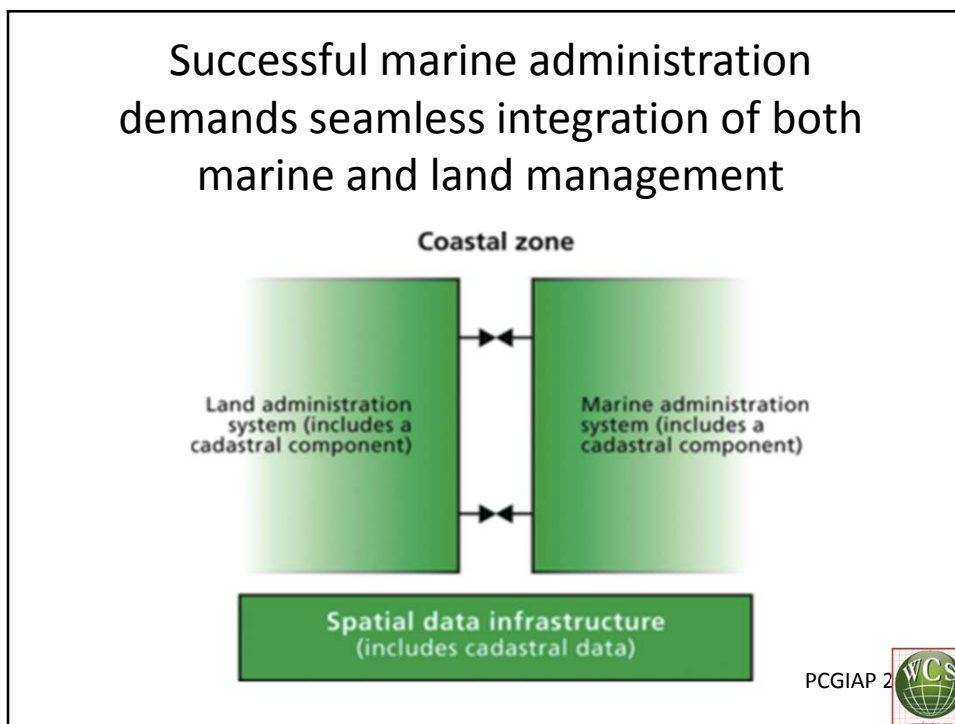 Successful marine administration
demands seamless integration of both
marine and land management
Coastal zone
Land administration
system (includes a
cadastral component)
Marine administration
system (includes a
cadastral component)
Spatial data infrastructure
(includes cadastral data)
PCGIAP 2
WCS